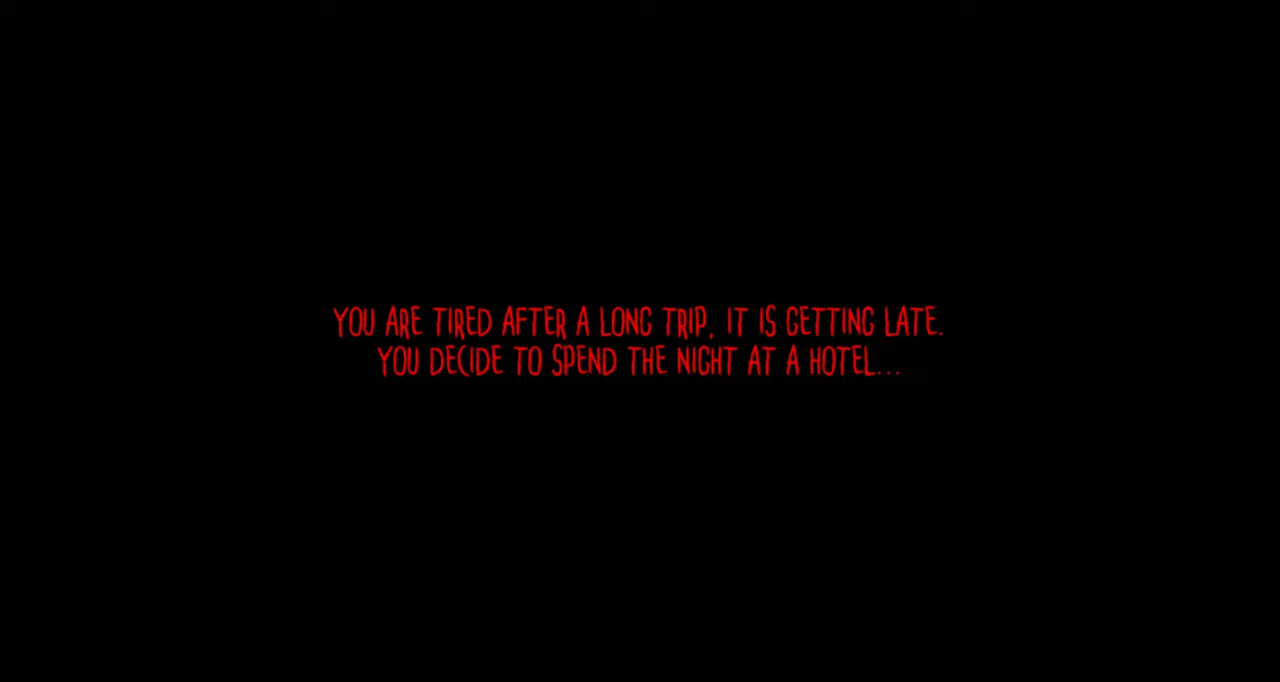 YOU ARE TIRED AFTER A LONG TRIP, IT IS GETTING LATE.
YOU DECIDE TO SPEND THE NIGHT AT A HOTEL...